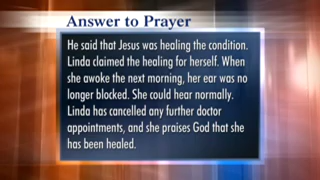 Answer to Prayer
He said that Jesus was healing the condition.
Linda claimed the healing for herself. When
she awoke the next morning, her ear was no
longer blocked. She could hear normally.
Linda has cancelled any further doctor
appointments, and she praises God that she
has been healed.